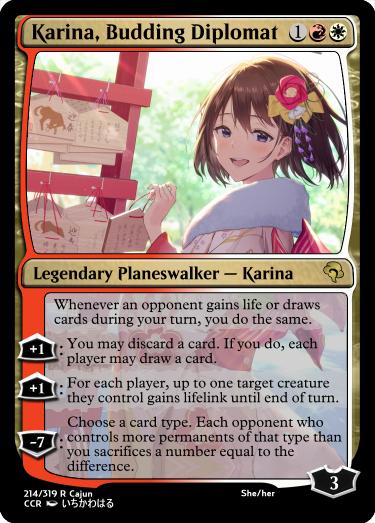 Karina, Budding Diplomat 1
Legendary Planeswalker — Karina
Whenever an opponent gains life or draws
cards during your turn, you do the same.
+1: You may discard a card. If you do, each
player may draw a card.
+1: For each player, up to one target creature
they control gains lifelink until end of turn.
-7: Choose a card type. Each opponent who
controls more permanents of that type than
you sacrifices a number equal to the
difference.
3
214/319 R Cajun She/her
CCR いちかわはる